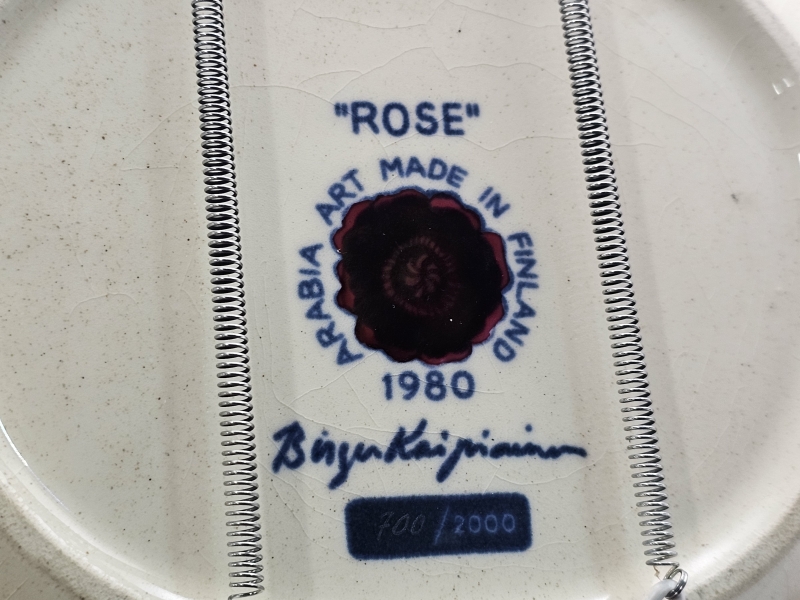 "ROSE"
ARABIA ART MADE IN FINLAND
1980
Birger Kaipiainen
700/2000